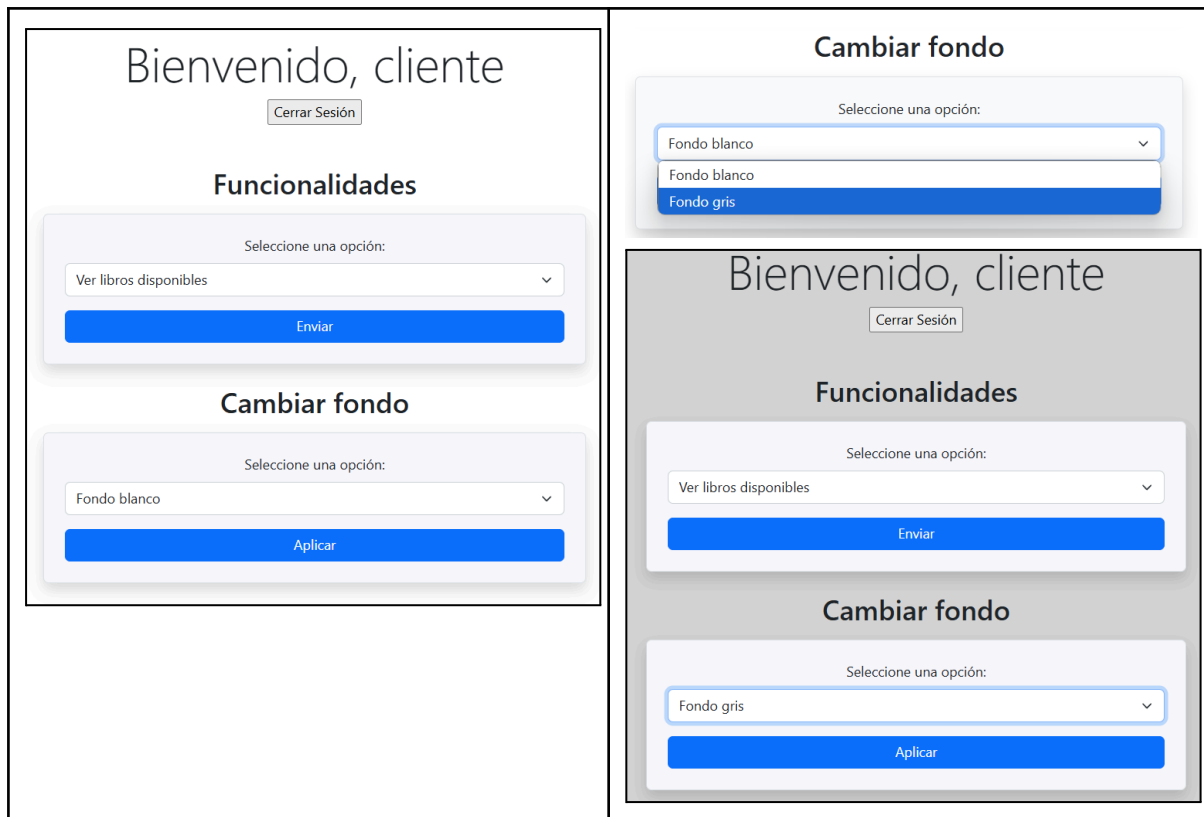 Bienvenido, cliente
Cerrar Sesión
Funcionalidades
Seleccione una opción:
Ver libros disponibles
Enviar
Cambiar fondo
Seleccione una opción:
Fondo blanco
Aplicar
Cambiar fondo
Seleccione una opción:
Fondo blanco
Fondo blanco
Fondo gris
Bienvenido, cliente
Cerrar Sesión
Funcionalidades
Seleccione una opción:
Ver libros disponibles
Enviar
Cambiar fondo
Seleccione una opción:
Fondo gris
Aplicar